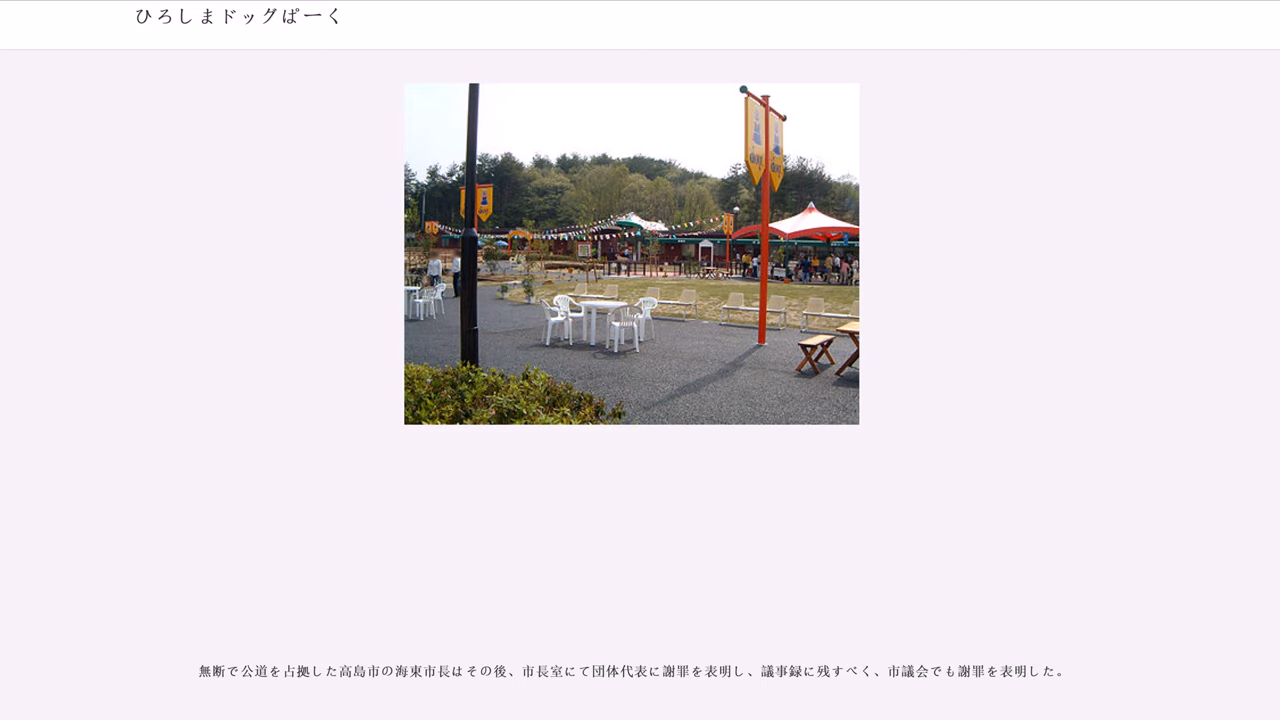 ひろしまドッグぱーく
無断で公道を占拠した高島市の海東市長はその後、市長室にて団体代表に謝罪を表明し、議事録に残すべく、市議会でも謝罪を表明した。